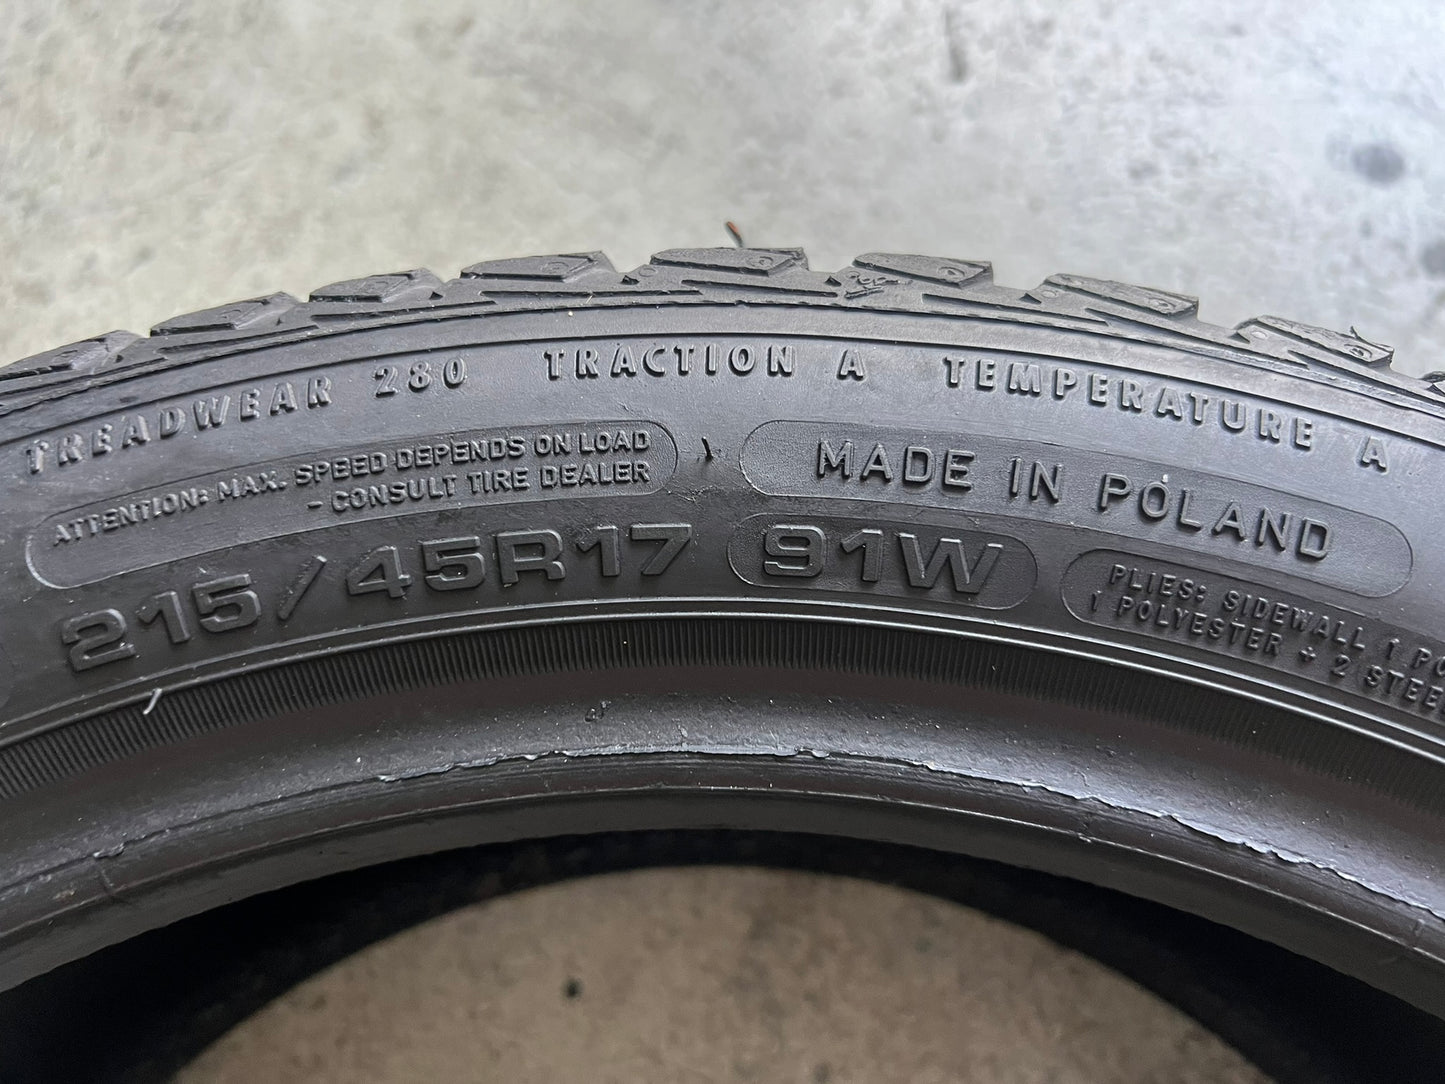 TREADWEAR 280 TRACTION A TEMPERATURE A
ATTENTION: MAX. SPEED DEPENDS ON LOAD
- CONSULT TIRE DEALER
MADE IN POLAND
215/45R17 91W
PLIES: SIDEWALL 1
1 POLYESTER + 2